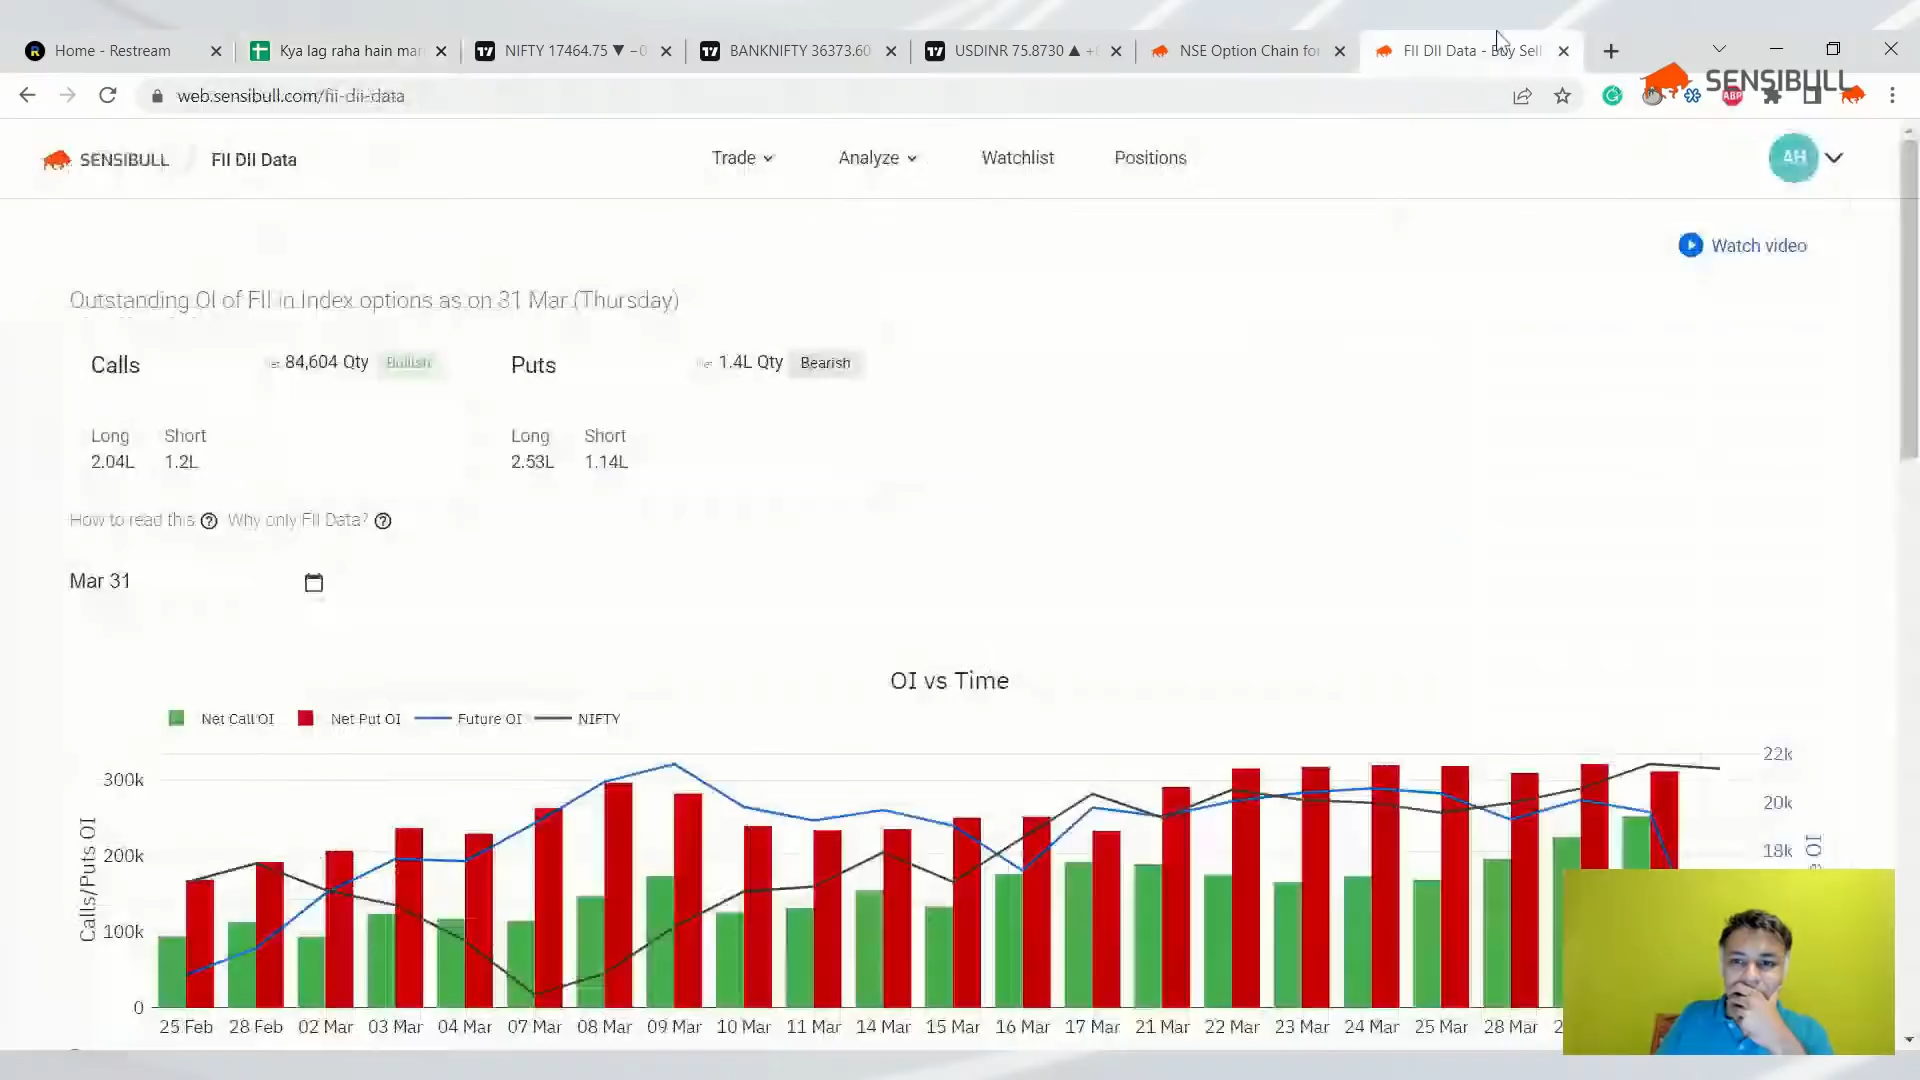 Home - Restream
Kya lag raha hain mar
NIFTY 17464.75 ▼ −0
BANKNIFTY 36373.60
USDINR 75.8730 ▲ +
NSE Option Chain fo
FII DII Data - Buy Sell
web.sensibull.com/fii-dii-data
SENSIBULL
ABP
SENSIBULL
FII DII Data
Trade
Analyze
Watchlist
Positions
AH
Watch video
Outstanding OI of FII in Index options as on 31 Mar (Thursday)
Calls
84,604 Qty
Bullish
Puts
1.4L Qty
Bearish
Long Short
2.04L 1.2L
Long Short
2.53L 1.14L
How to read this
Why only FII Data?
Mar 31
OI vs Time
Net Call OI
Net Put OI
Future OI
NIFTY
300k
200k
100k
0
Calls/Puts OI
22k
20k
18k
OI
25 Feb 28 Feb 02 Mar 03 Mar 04 Mar 07 Mar 08 Mar 09 Mar 10 Mar 11 Mar 14 Mar 15 Mar 16 Mar 17 Mar 21 Mar 22 Mar 23 Mar 24 Mar 25 Mar 28 Mar 2